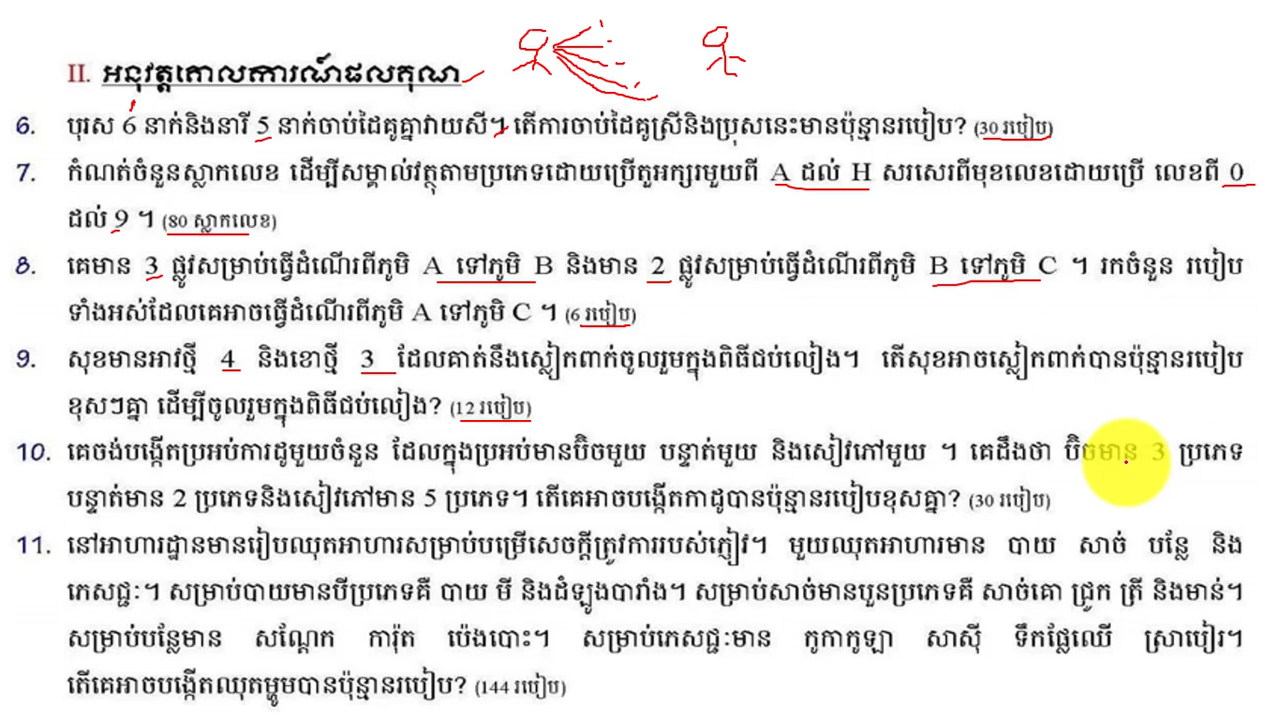 II. អនុវត្តគោលការណ៍ផលគុណ
6. បុរស 6 នាក់និងនារី 5 នាក់ចាប់ដៃគូគ្នាវាយសី។ តើការចាប់ដៃគូស្រីនិងប្រុសនេះមានប៉ុន្មានរបៀប? (30 របៀប)
7. កំណត់ចំនួនស្លាកលេខ ដើម្បីសម្គាល់វត្ថុតាមប្រភេទដោយប្រើតួអក្សរមួយពី A ដល់ H សរសេរពីមុខលេខដោយប្រើ លេខពី 0
ដល់ 9 ។ (80 ស្លាកលេខ)
8. គេមាន 3 ផ្លូវសម្រាប់ធ្វើដំណើរពីភូមិ A ទៅភូមិ B និងមាន 2 ផ្លូវសម្រាប់ធ្វើដំណើរពីភូមិ B ទៅភូមិ C ។ រកចំនួន របៀប
ទាំងអស់ដែលគេអាចធ្វើដំណើរពីភូមិ A ទៅភូមិ C ។ (6 របៀប)
9. សុខមានអាវថ្មី 4 និងខោថ្មី 3 ដែលគាត់នឹងស្លៀកពាក់ចូលរួមក្នុងពិធីជប់លៀង។ តើសុខអាចស្លៀកពាក់បានប៉ុន្មានរបៀប
ខុសៗគ្នា ដើម្បីចូលរួមក្នុងពិធីជប់លៀង? (12 របៀប)
10. គេចង់បង្កើតប្រអប់ការដូមួយចំនួន ដែលក្នុងប្រអប់មានប៊ិចមួយ បន្ទាត់មួយ និងសៀវភៅមួយ ។ គេដឹងថា ប៊ិចមាន 3 ប្រភេទ
បន្ទាត់មាន 2 ប្រភេទនិងសៀវភៅមាន 5 ប្រភេទ។ តើគេអាចបង្កើតកាដូបានប៉ុន្មានរបៀបខុសគ្នា? (30 របៀប)
11. នៅអាហារដ្ឋានមានរៀបឈុតអាហារសម្រាប់បម្រើសេចក្តីត្រូវការរបស់ភ្ញៀវ។ មួយឈុតអាហារមាន បាយ សាច់ បន្លែ និង
ភេសជ្ជៈ។ សម្រាប់បាយមានបីប្រភេទគឺ បាយ មី និងដំឡូងបារាំង។ សម្រាប់សាច់មានបួនប្រភេទគឺ សាច់គោ ជ្រូក ត្រី និងមាន់។
សម្រាប់បន្លែមាន សណ្តែក ការ៉ុត ប៉េងបោះ។ សម្រាប់ភេសជ្ជៈមាន កូកាកូឡា សាស៊ី ទឹកផ្លែឈើ ស្រាបៀរ។
តើគេអាចបង្កើតឈុតម្ហូបបានប៉ុន្មានរបៀប? (144 របៀប)